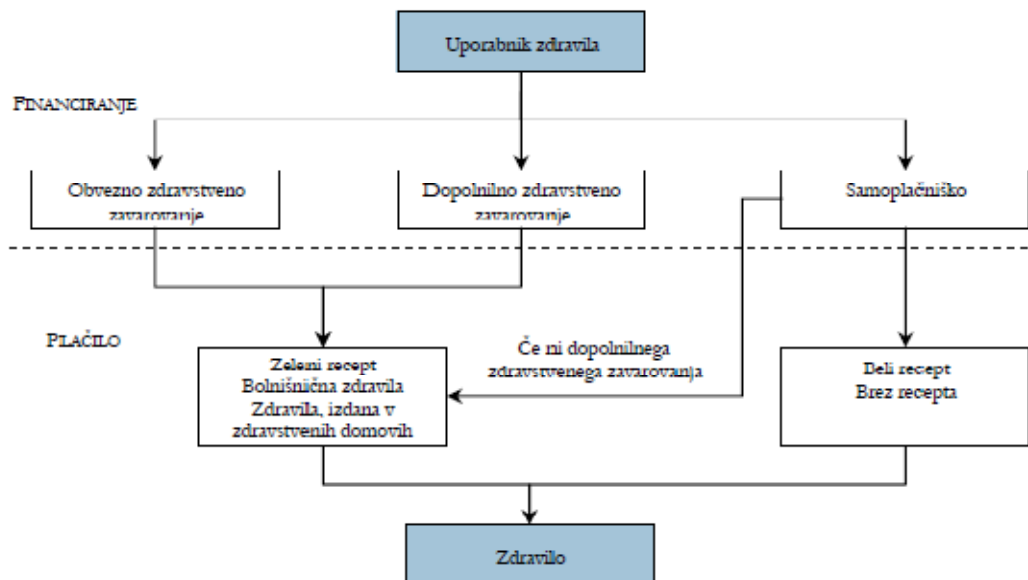 Uporabnik zdravila
FINANCIRANJE
Obvezno zdravstveno
zavarovanje
Dopolnilno zdravstveno
zavarovanje
Samoplačniško
PLAČILO
Če ni dopolnilnega
zdravstvenega zavarovanja
Zeleni recept
Bolnišnična zdravila
Zdravila, izdana v
zdravstvenih domovih
Beli recept
Brez recepta
Zdravilo